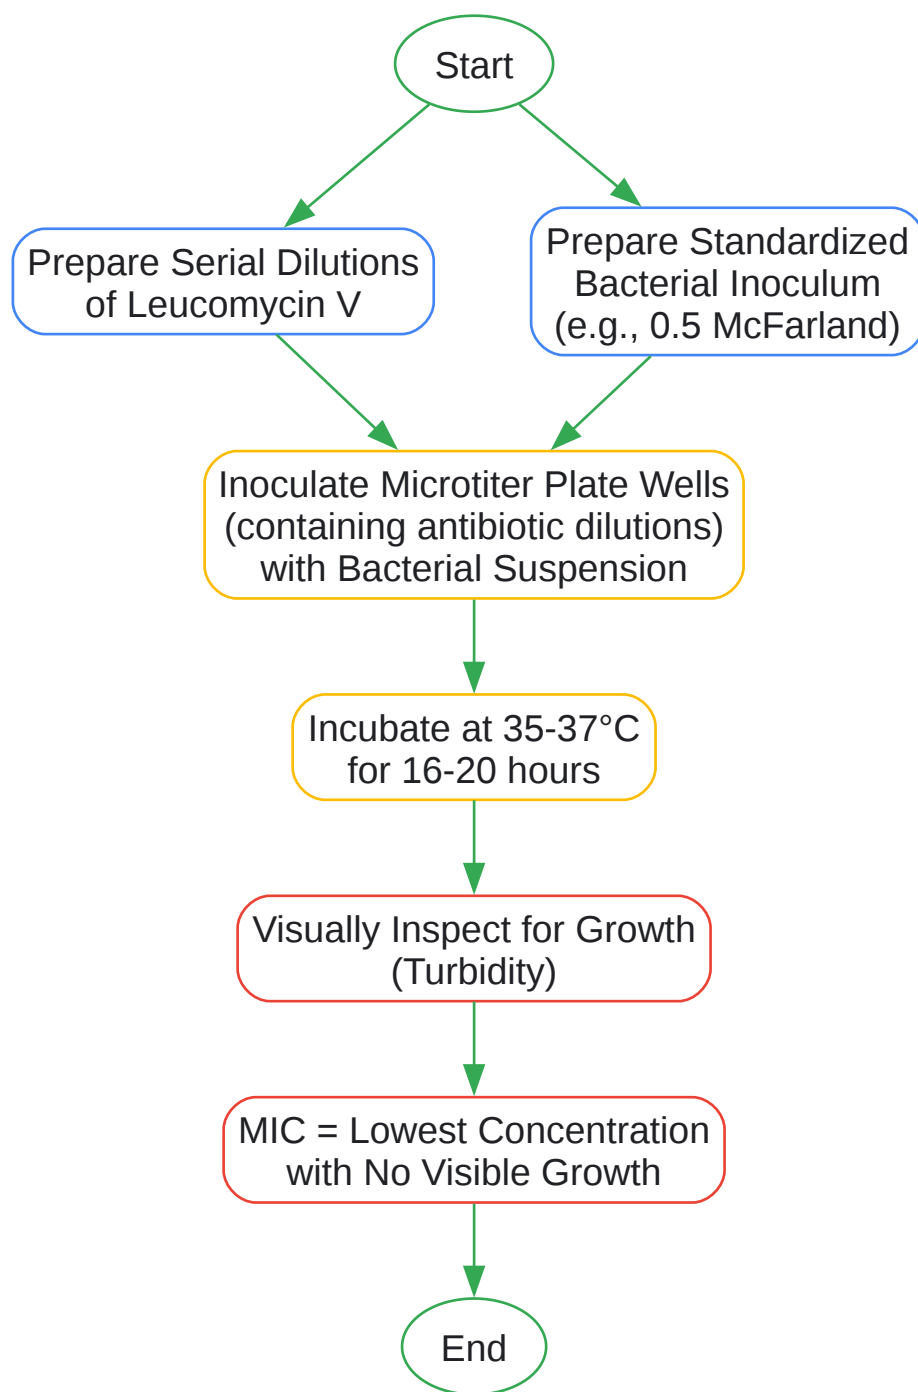 Start
Prepare Serial Dilutions
of Leucomycin V
Prepare Standardized
Bacterial Inoculum
(e.g., 0.5 McFarland)
Inoculate Microtiter Plate Wells
(containing antibiotic dilutions)
with Bacterial Suspension
Incubate at 35-37°C
for 16-20 hours
Visually Inspect for Growth
(Turbidity)
MIC = Lowest Concentration
with No Visible Growth
End